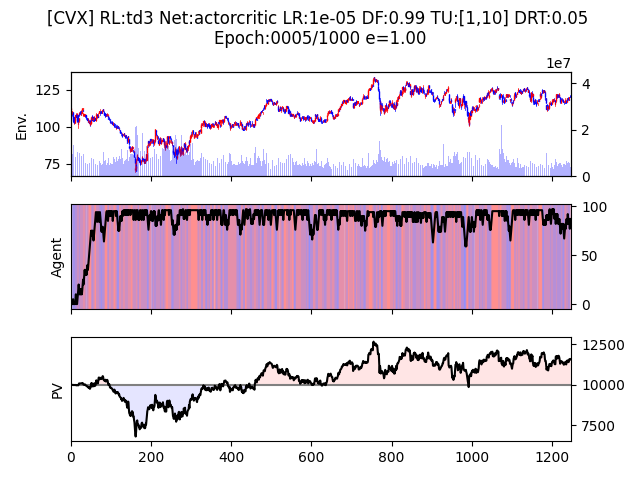 [CVX] RL:td3 Net:actorcritic LR:1e-05 DF:0.99 TU:[1,10] DRT:0.05
Epoch:0005/1000 e=1.00
1e7
125
100
75
Env.
4
2
0
Agent
100
50
0
PV
12500
10000
7500
0 200 400 600 800 1000 1200